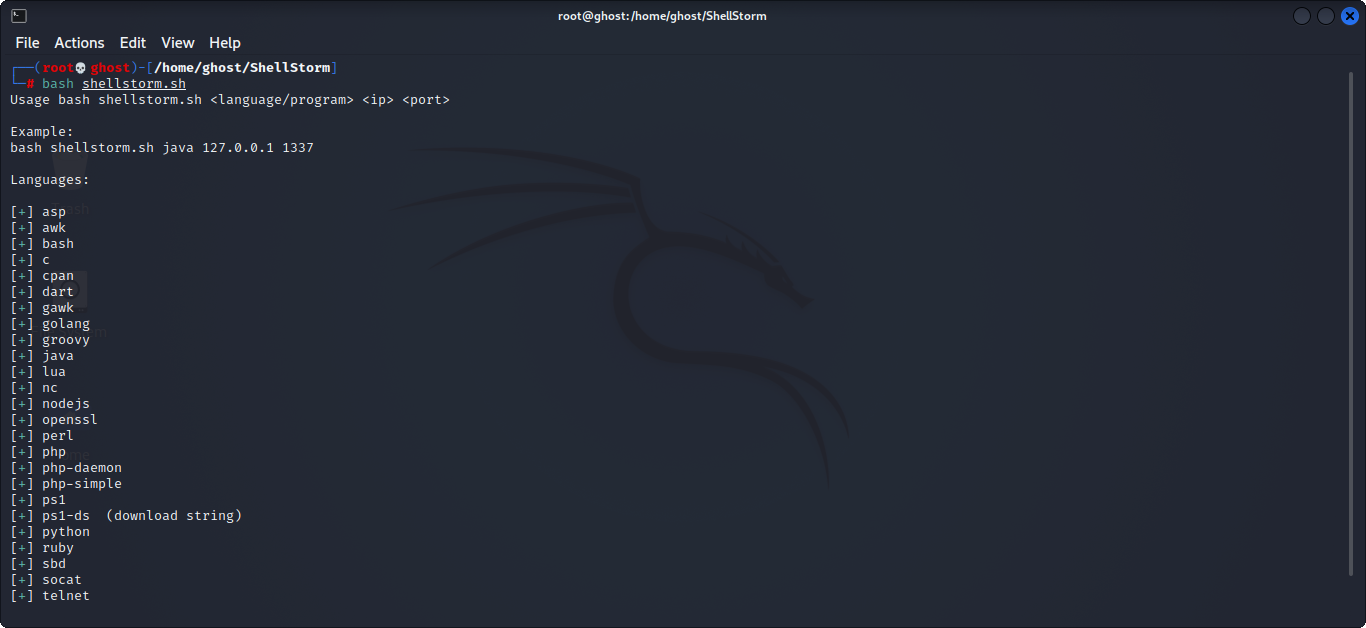 root@ghost:/home/ghost/ShellStorm
File Actions Edit View Help
┌──(root💀ghost)-[/home/ghost/ShellStorm]
└─# bash shellstorm.sh
Usage bash shellstorm.sh <language/program> <ip> <port>
Example:
bash shellstorm.sh java 127.0.0.1 1337
Languages:
[+] asp
[+] awk
[+] bash
[+] c
[+] cpan
[+] dart
[+] gawk
[+] golang
[+] groovy
[+] java
[+] lua
[+] nc
[+] nodejs
[+] openssl
[+] perl
[+] php
[+] php-daemon
[+] php-simple
[+] ps1
[+] ps1-ds  (download string)
[+] python
[+] ruby
[+] sbd
[+] socat
[+] telnet